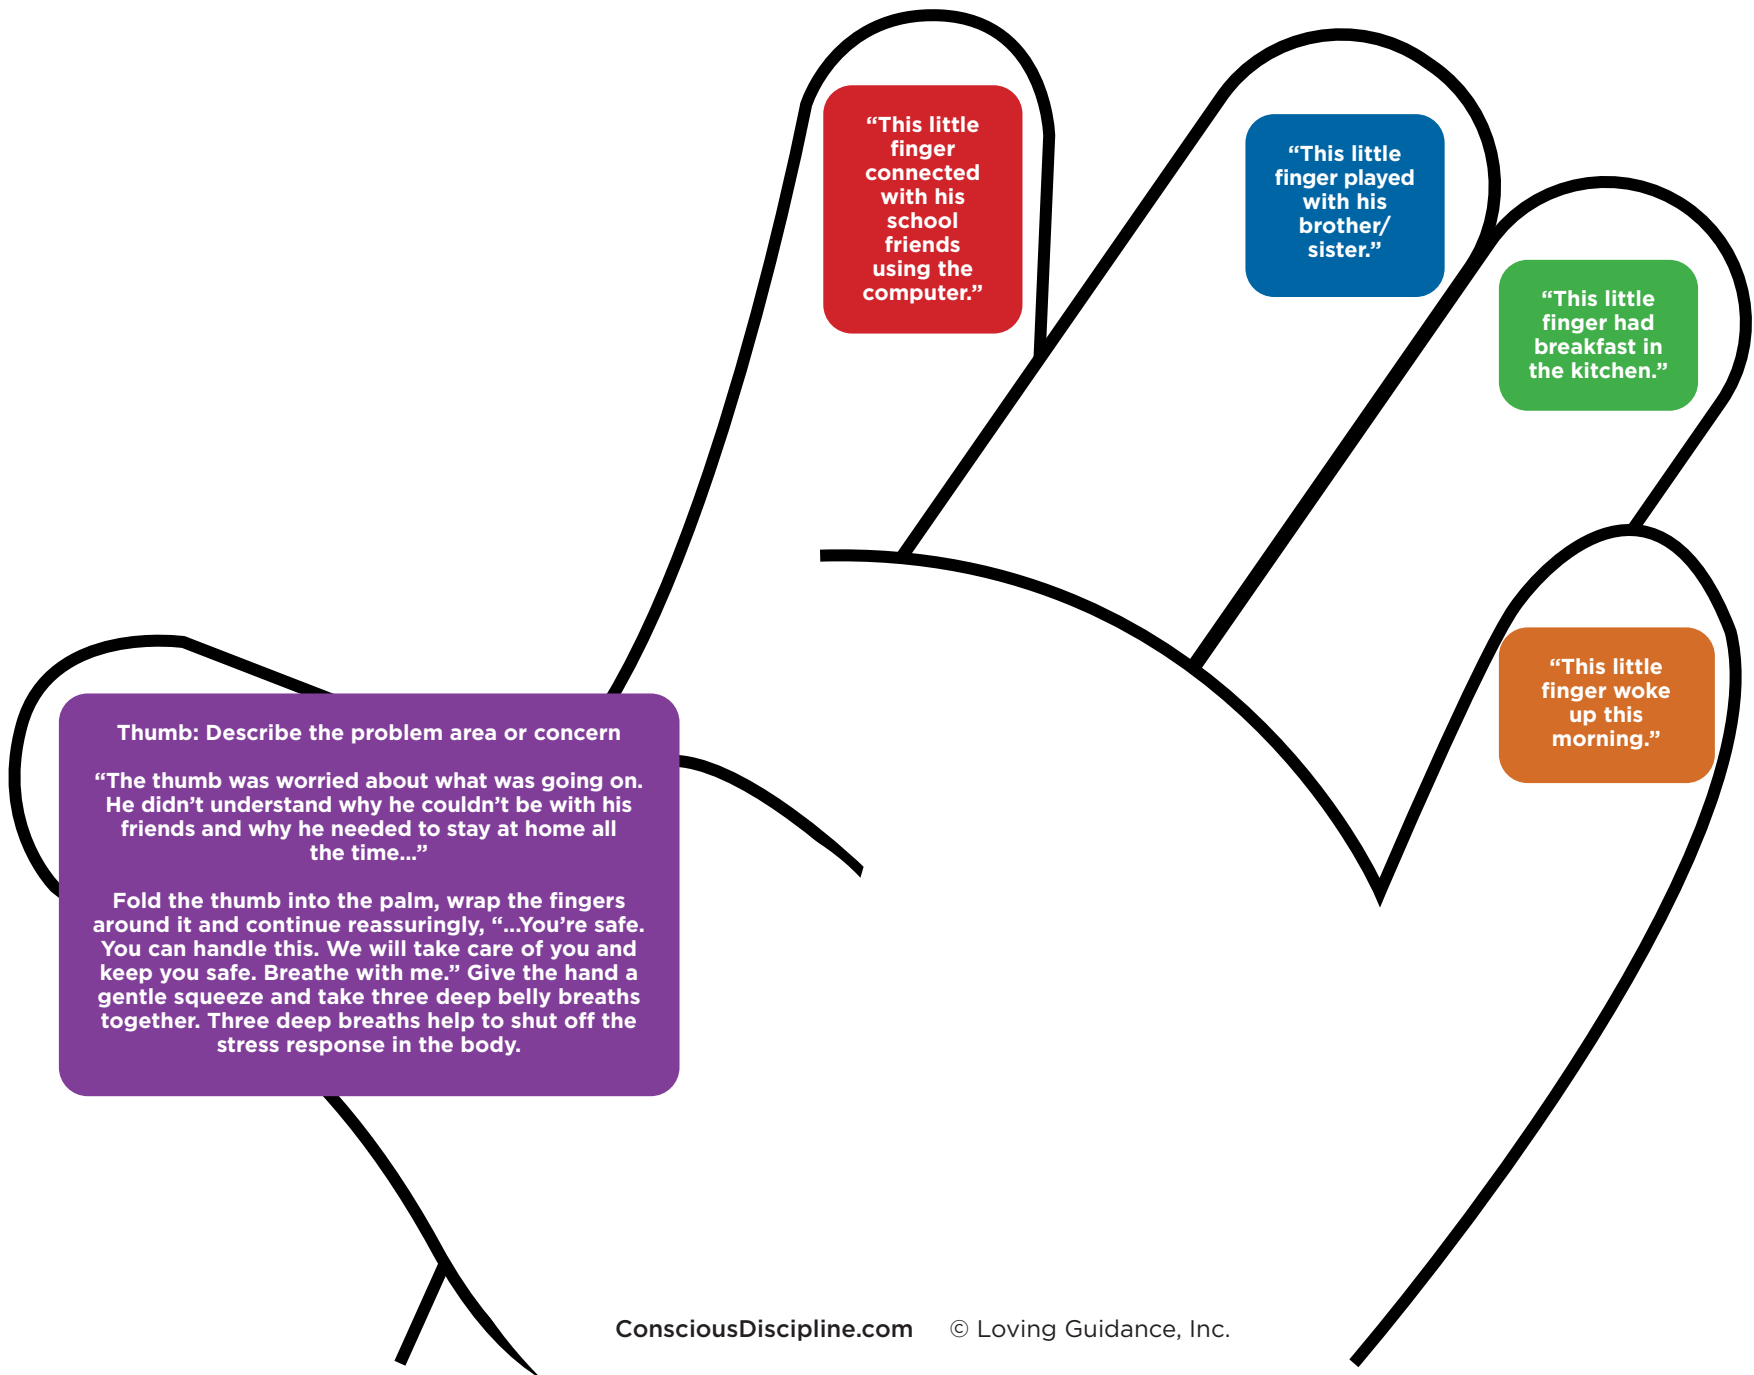 “This little
finger
connected
with his
school
friends
using the
computer.”
“This little
finger played
with his
brother/
sister.”
“This little
finger had
breakfast in
the kitchen.”
“This little
finger woke
up this
morning.”
Thumb: Describe the problem area or concern
“The thumb was worried about what was going on.
He didn’t understand why he couldn’t be with his
friends and why he needed to stay at home all
the time...”
Fold the thumb into the palm, wrap the fingers
around it and continue reassuringly, “...You’re safe.
You can handle this. We will take care of you and
keep you safe. Breathe with me.” Give the hand a
gentle squeeze and take three deep belly breaths
together. Three deep breaths help to shut off the
stress response in the body.
ConsciousDiscipline.com © Loving Guidance, Inc.